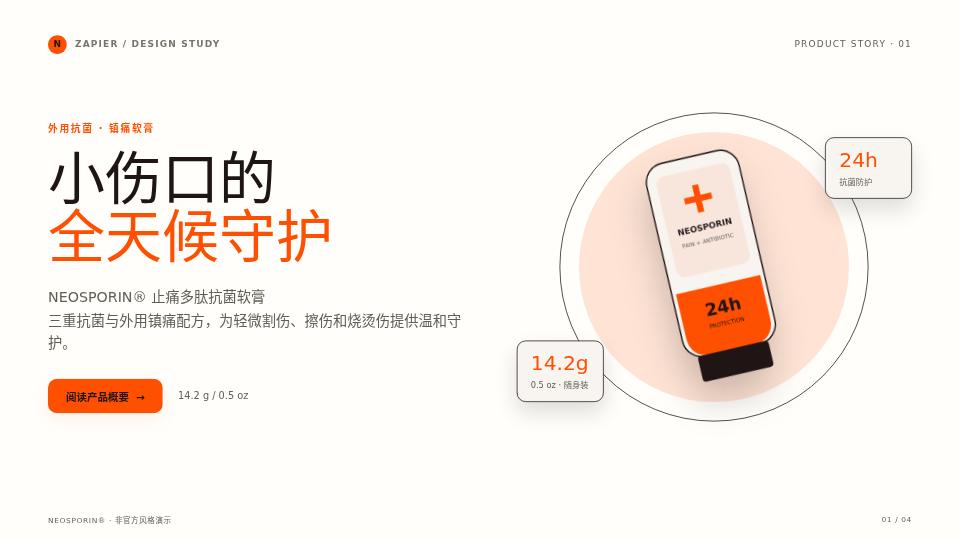 N ZAPIER / DESIGN STUDY
PRODUCT STORY · 01
外用抗菌 · 镇痛软膏
小伤口的
全天候守护
NEOSPORIN® 止痛多肽抗菌软膏
三重抗菌与外用镇痛配方，为轻微割伤、擦伤和烧烫伤提供温和守
护。
阅读产品概要 →
14.2 g / 0.5 oz
24h
抗菌防护
NEOSPORIN
PAIN + ANTIBIOTIC
24h
PROTECTION
14.2g
0.5 oz · 随身装
NEOSPORIN® · 非官方风格演示
01 / 04